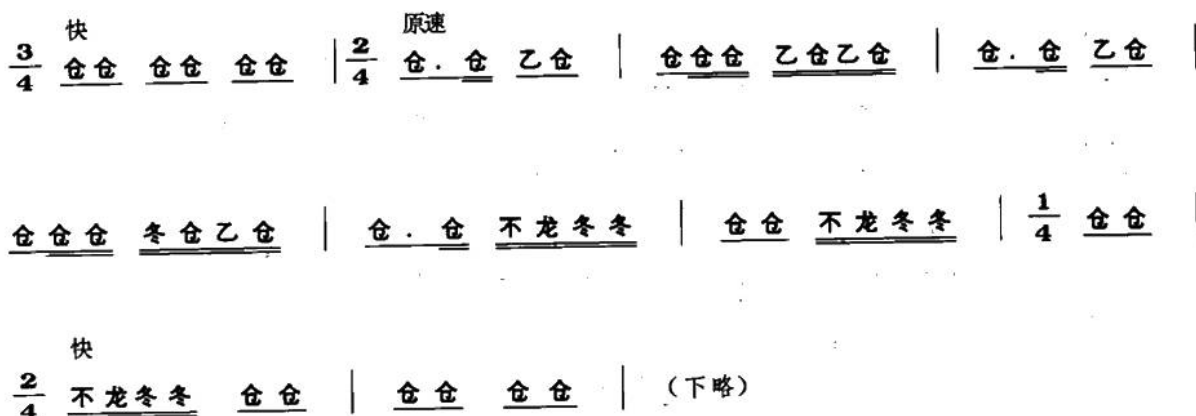 快 原速
3/4 仓仓 仓仓 仓仓 | 2/4 仓. 仓 乙仓 | 仓仓仓 乙仓乙仓 | 仓. 仓 乙仓 |
仓仓仓 冬仓乙仓 | 仓. 仓 不龙冬冬 | 仓仓 不龙冬冬 | 1/4 仓仓 |
快
2/4 不龙冬冬 仓仓 | 仓仓 仓仓 | (下略)